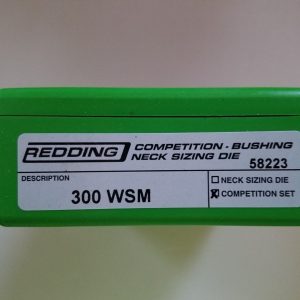 REDDING
COMPETITION - BUSHING
NECK SIZING DIE
58223
DESCRIPTION
300 WSM
NECK SIZING DIE
COMPETITION SET